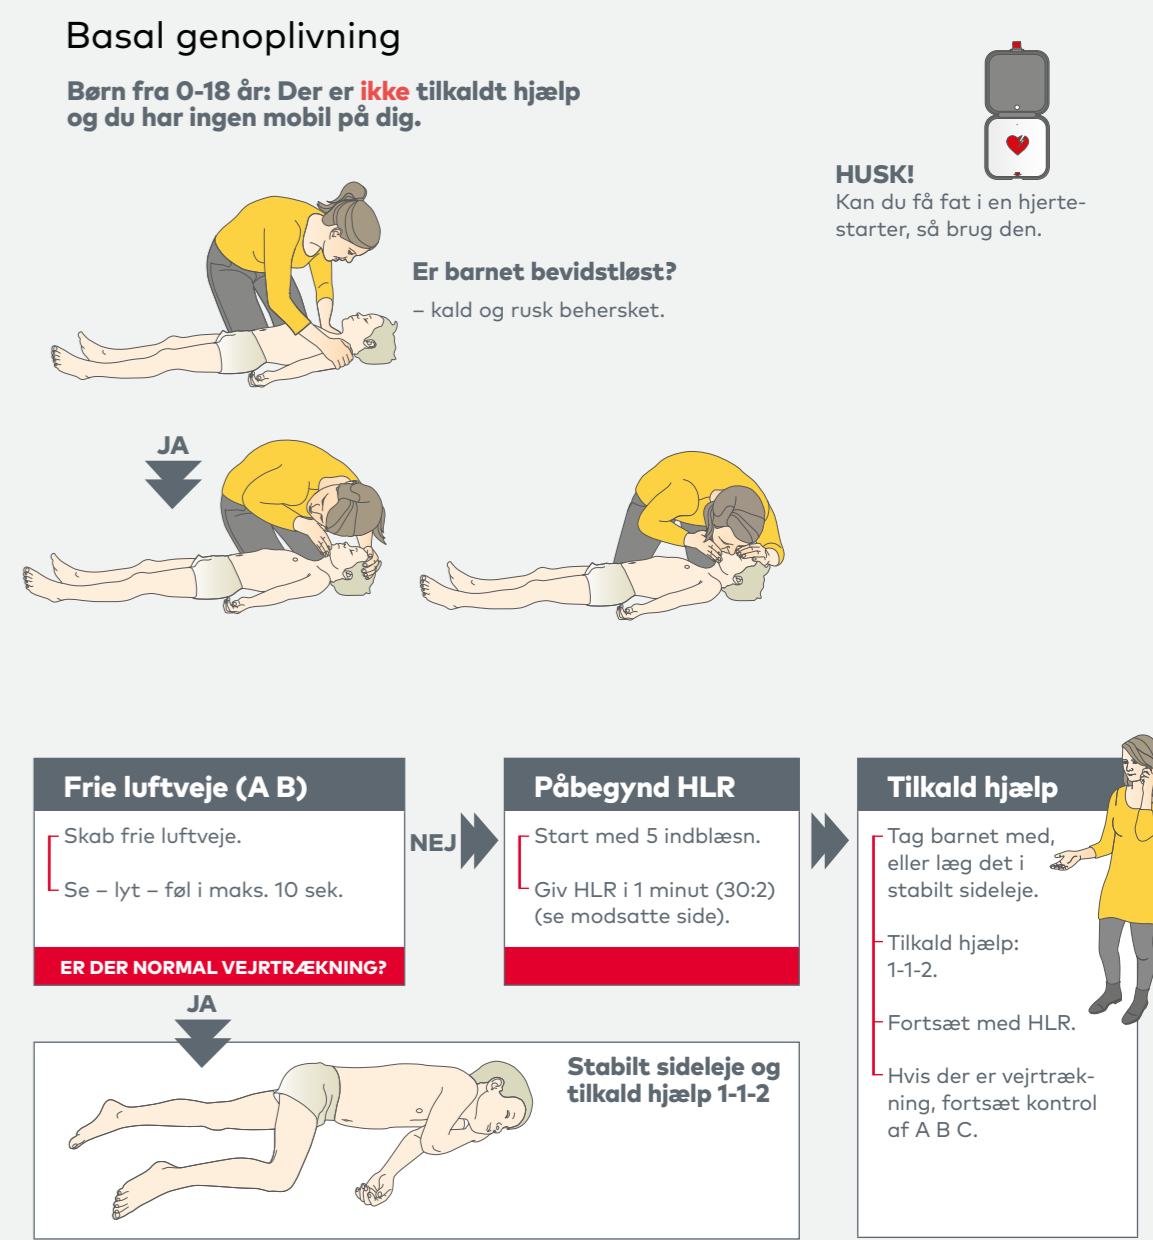 Basal genoplivning
Børn fra 0-18 år: Der er ikke tilkaldt hjælp
og du har ingen mobil på dig.
HUSK!
Kan du få fat i en hjerte-
starter, så brug den.
Er barnet bevidstløst?
– kald og rusk behersket.
JA
Frie luftveje (A B)
Skab frie luftveje.
Se – lyt – føl i maks. 10 sek.
ER DER NORMAL VEJRTRÆKNING?
NEJ
Påbegynd HLR
Start med 5 indblæsn.
Giv HLR i 1 minut (30:2)
(se modsatte side).
Tilkald hjælp
Tag barnet med,
eller læg det i
stabilt sideleje.
Tilkald hjælp:
1-1-2.
Fortsæt med HLR.
Hvis der er vejrtræk-
ning, fortsæt kontrol
af A B C.
JA
Stabilt sideleje og
tilkald hjælp 1-1-2